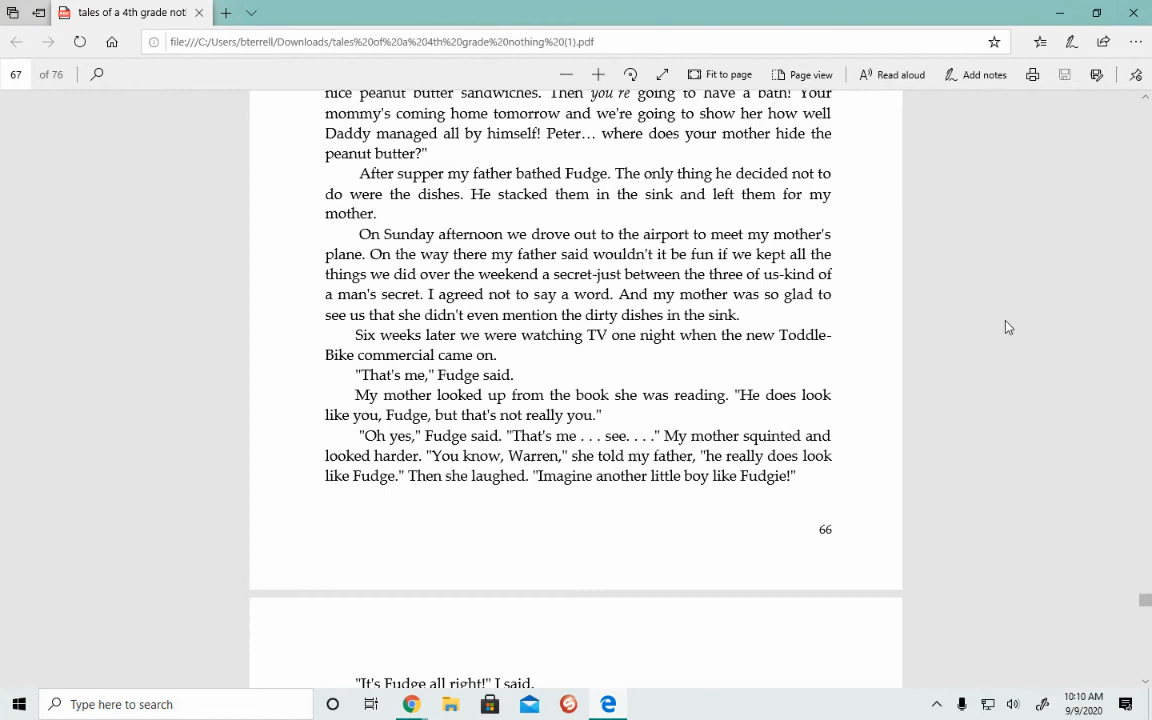 tales of a 4th grade not
file:///C:/Users/bterrell/Downloads/tales%20of%20a%204th%20grade%20nothing%20(1).pdf
67 of 76
Fit to page
Page view
Read aloud
Add notes
nice peanut butter sandwiches. Then you're going to have a bath! Your
mommy's coming home tomorrow and we're going to show her how well
Daddy managed all by himself! Peter… where does your mother hide the
peanut butter?"
After supper my father bathed Fudge. The only thing he decided not to
do were the dishes. He stacked them in the sink and left them for my
mother.
On Sunday afternoon we drove out to the airport to meet my mother's
plane. On the way there my father said wouldn't it be fun if we kept all the
things we did over the weekend a secret-just between the three of us-kind of
a man's secret. I agreed not to say a word. And my mother was so glad to
see us that she didn't even mention the dirty dishes in the sink.
Six weeks later we were watching TV one night when the new Toddle-
Bike commercial came on.
"That's me," Fudge said.
My mother looked up from the book she was reading. "He does look
like you, Fudge, but that's not really you."
"Oh yes," Fudge said. "That's me . . . see. . . ." My mother squinted and
looked harder. "You know, Warren," she told my father, "he really does look
like Fudge." Then she laughed. "Imagine another little boy like Fudgie!"
66
"It's Fudge all right!" I said.
Type here to search
10:10 AM
9/9/2020